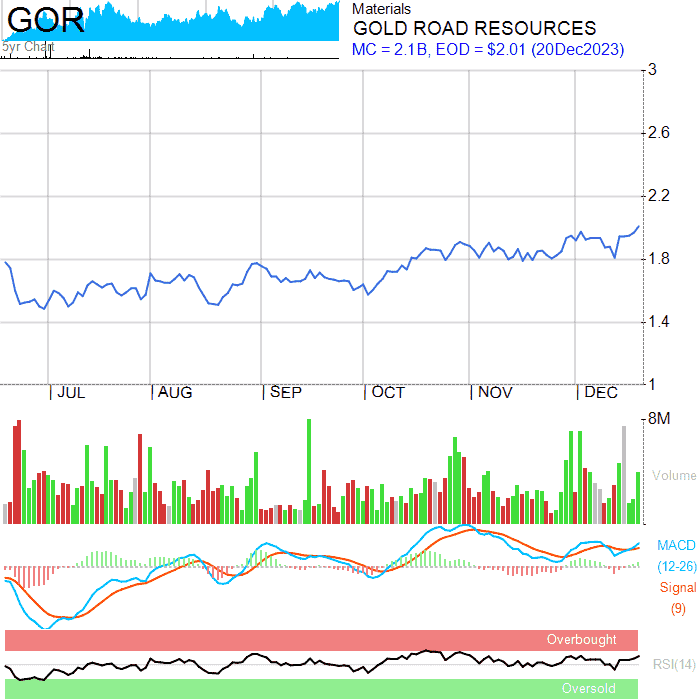 GOR
5yr Chart
Materials
GOLD ROAD RESOURCES
MC = 2.1B, EOD = $2.01 (20Dec2023)
3
2.6
2.2
1.8
1.4
1
JUL AUG SEP OCT NOV DEC
8M
Volume
MACD
(12-26)
Signal
(9)
Overbought
RSI(14)
Oversold